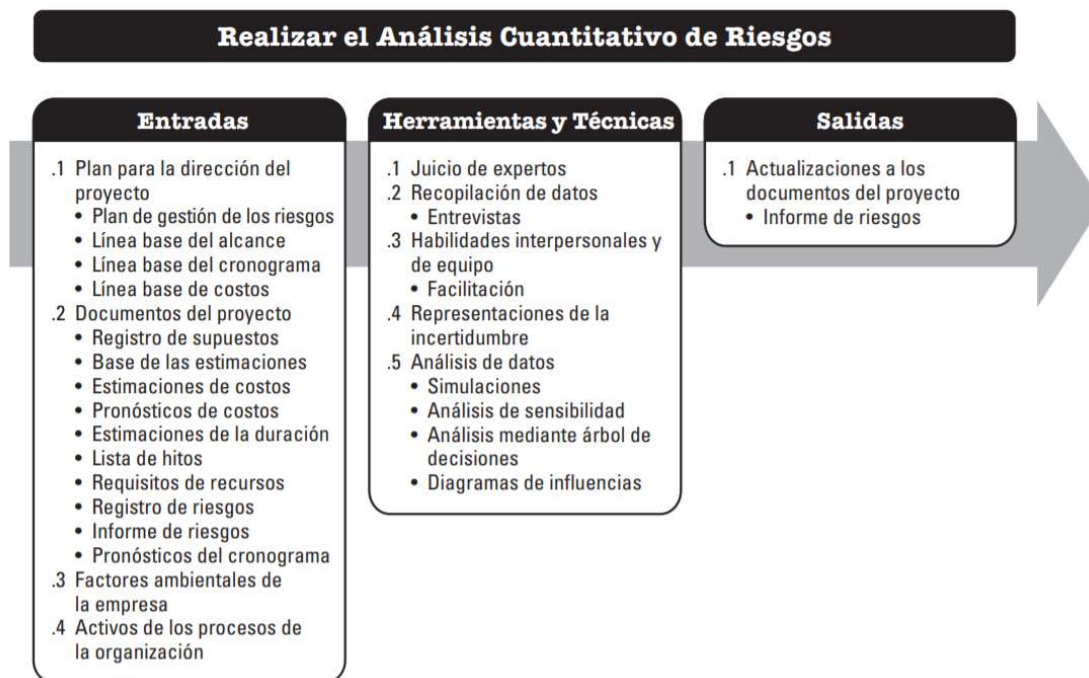 Realizar el Análisis Cuantitativo de Riesgos
Entradas
.1 Plan para la dirección del
proyecto
• Plan de gestión de los riesgos
• Línea base del alcance
• Línea base del cronograma
• Línea base de costos
.2 Documentos del proyecto
• Registro de supuestos
• Base de las estimaciones
• Estimaciones de costos
• Pronósticos de costos
• Estimaciones de la duración
• Lista de hitos
• Requisitos de recursos
• Registro de riesgos
• Informe de riesgos
• Pronósticos del cronograma
.3 Factores ambientales de
la empresa
.4 Activos de los procesos de
la organización
Herramientas y Técnicas
.1 Juicio de expertos
.2 Recopilación de datos
• Entrevistas
.3 Habilidades interpersonales y
de equipo
• Facilitación
.4 Representaciones de la
incertidumbre
.5 Análisis de datos
• Simulaciones
• Análisis de sensibilidad
• Análisis mediante árbol de
decisiones
• Diagramas de influencias
Salidas
.1 Actualizaciones a los
documentos del proyecto
• Informe de riesgos